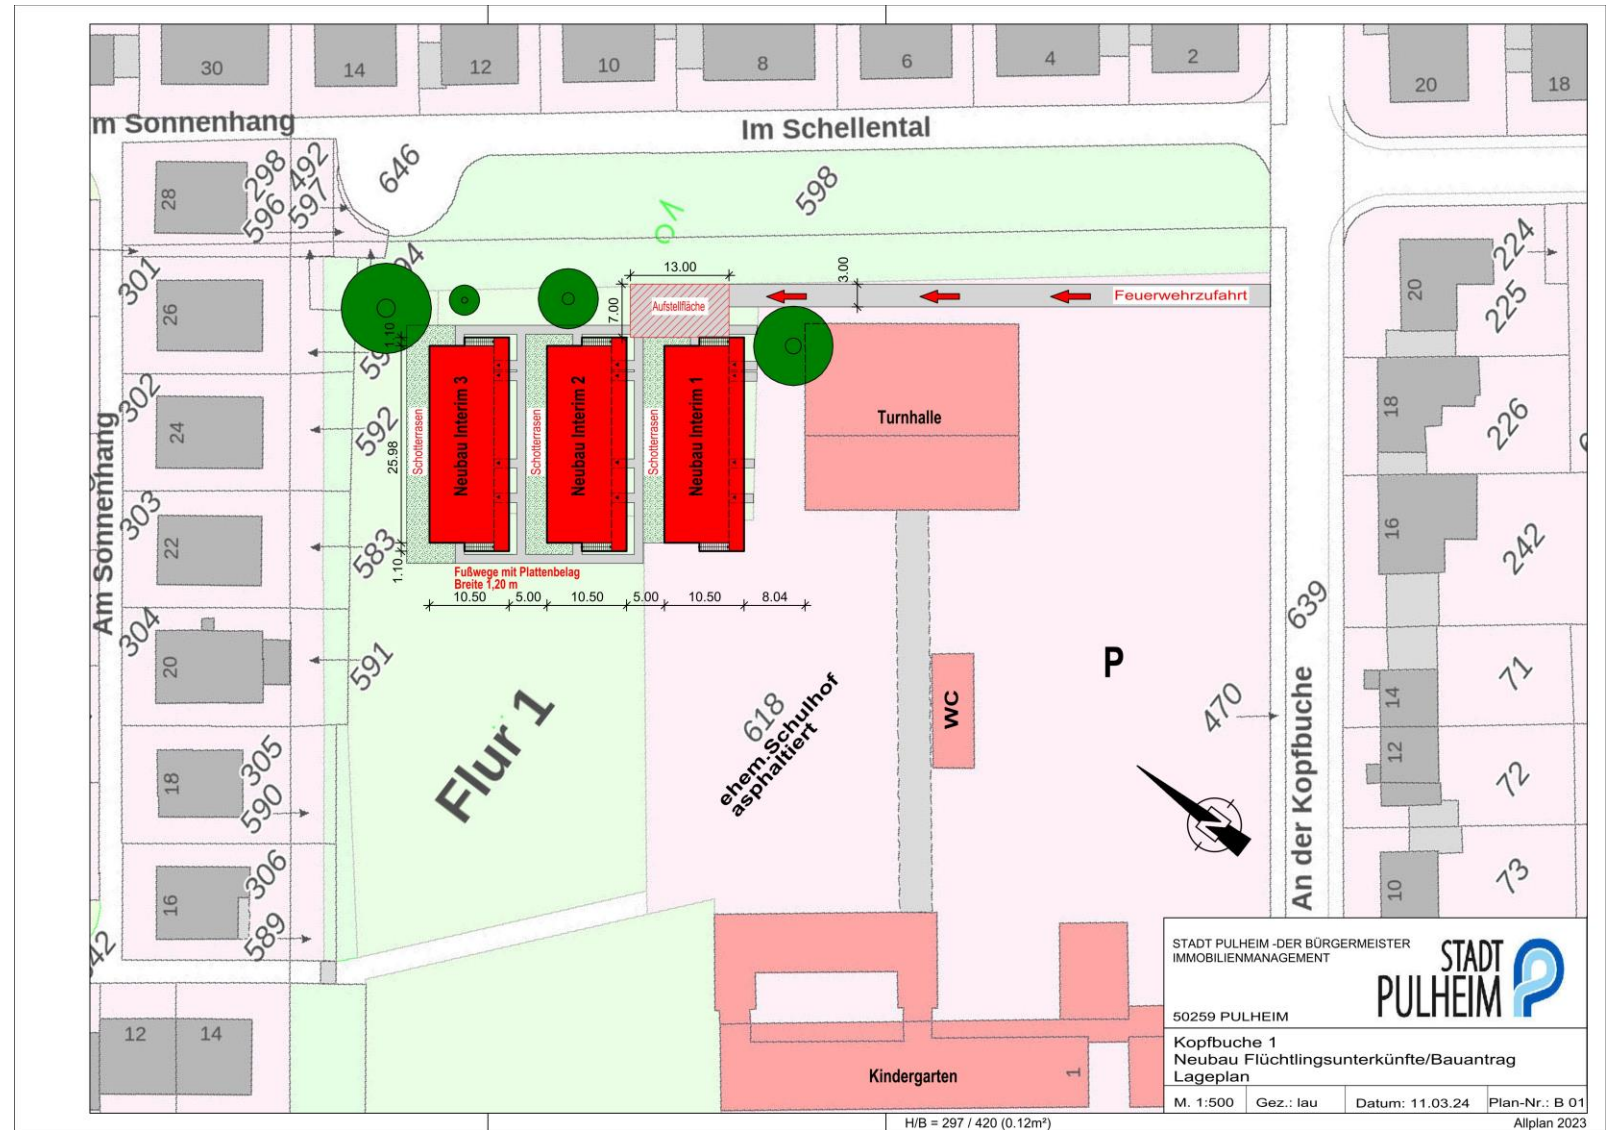 30
14
12
10
8
6
4
2
20
18
m Sonnenhang
Im Schellental
28
298
492
596
597
646
598
301
26
94
13.00
3.00
7.00
Aufstellfläche
Feuerwehrzufahrt
20
224
225
1.10
302
24
592
25.98
Schotterrasen
Neubau Interim 3
Schotterrasen
Neubau Interim 2
Schotterrasen
Neubau Interim 1
Turnhalle
18
226
Am Sonnenhang
303
22
583
1.10
Fußwege mit Plattenbelag
Breite 1,20 m
10.50
5.00
10.50
5.00
10.50
8.04
16
242
304
20
591
639
P
71
14
Flur 1
618
ehem.Schulhof
asphaltiert
WC
470
An der Kopfbuche
12
72
18
305
590
N
16
306
589
10
73
42
12
14
Kindergarten
1
STADT PULHEIM -DER BÜRGERMEISTER
IMMOBILIENMANAGEMENT
STADT
PULHEIM
50259 PULHEIM
Kopfbuche 1
Neubau Flüchtlingsunterkünfte/Bauantrag
Lageplan
M. 1:500
Gez.: lau
Datum: 11.03.24
Plan-Nr.: B 01
H/B = 297 / 420 (0.12m²)
Allplan 2023